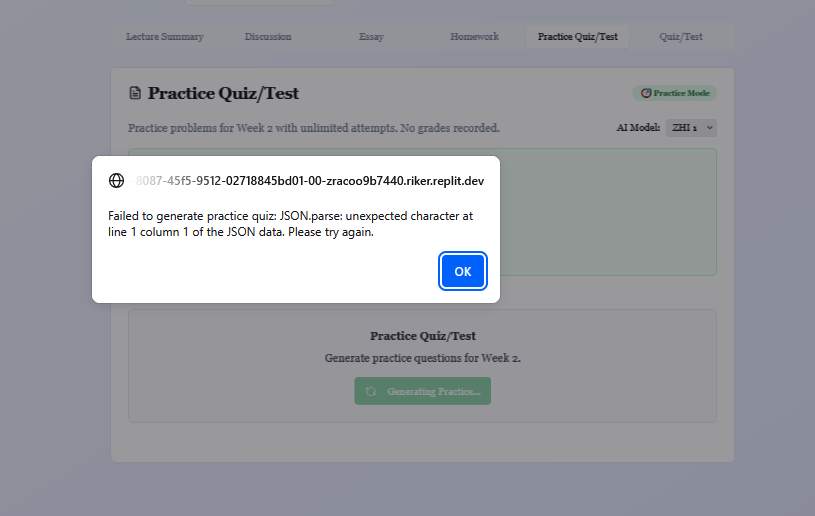 Lecture Summary
Discussion
Essay
Homework
Practice Quiz/Test
Quiz/Test
Practice Quiz/Test
Practice Mode
Practice problems for Week 2 with unlimited attempts. No grades recorded.
AI Model:
ZHI 1
8087-45f5-9512-02718845bd01-00-zracoo9b7440.riker.replit.dev
Failed to generate practice quiz: JSON.parse: unexpected character at
line 1 column 1 of the JSON data. Please try again.
OK
Practice Quiz/Test
Generate practice questions for Week 2.
Generating Practice...